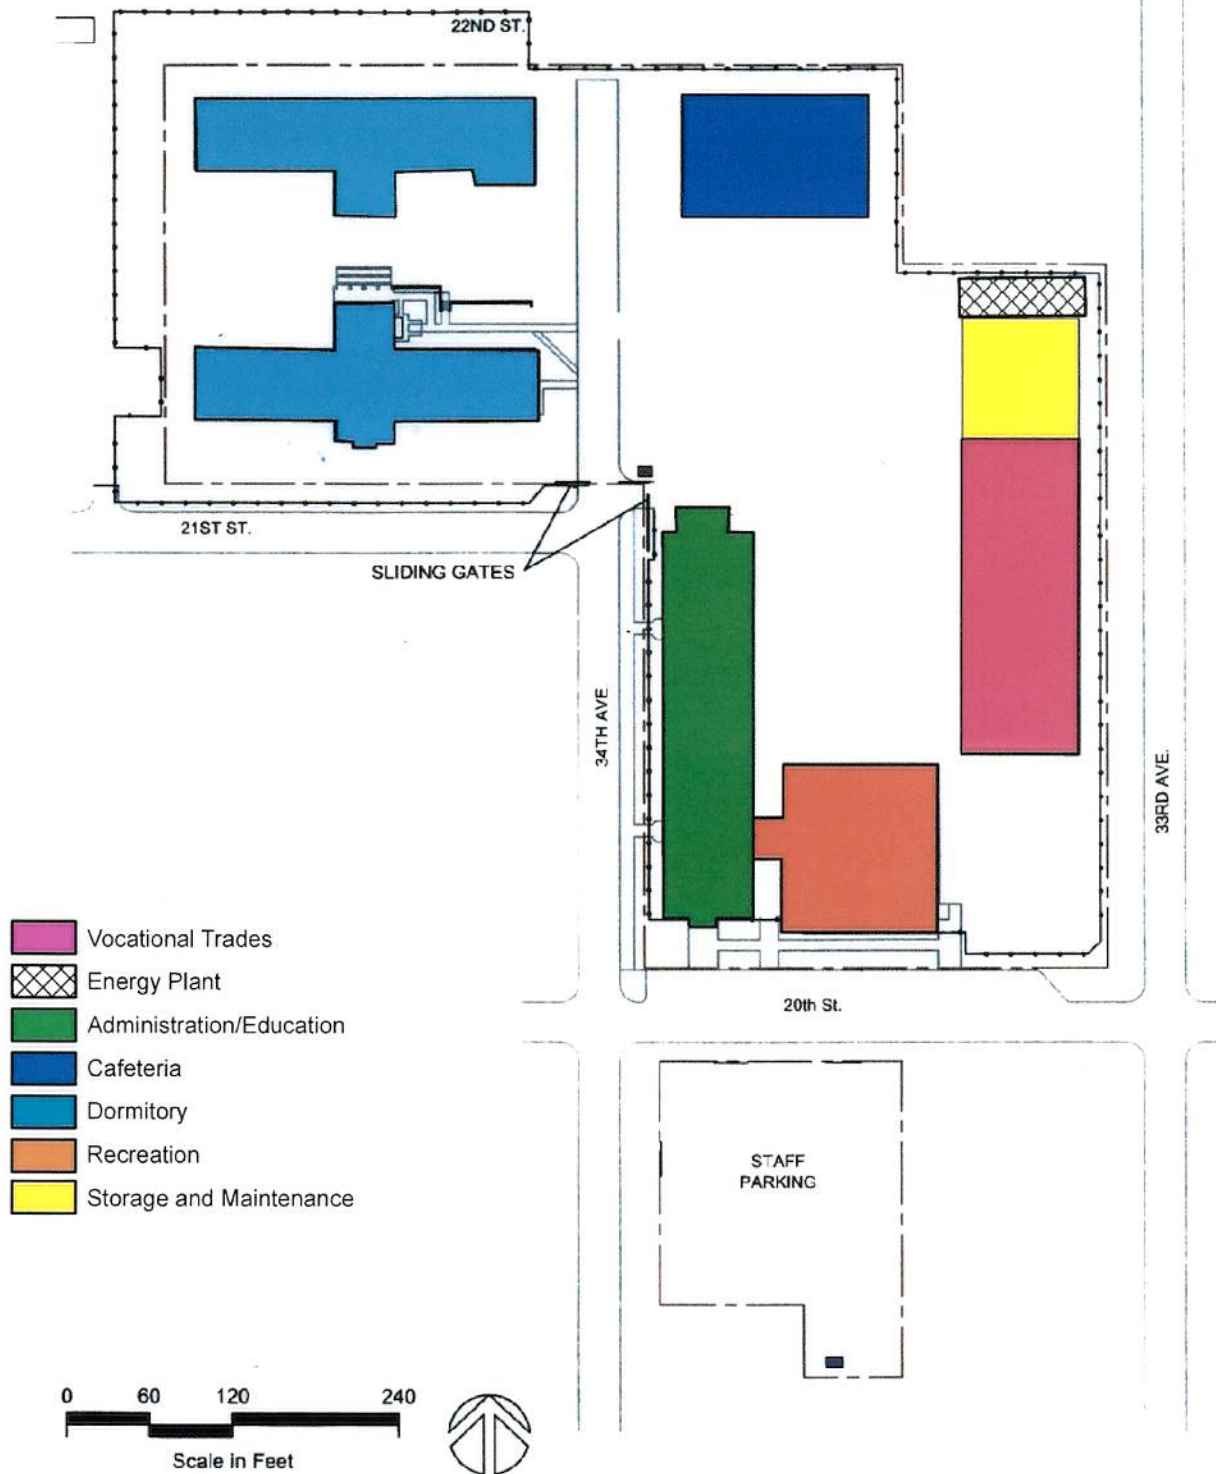 22ND ST.
21ST ST.
SLIDING GATES
34TH AVE.
33RD AVE.
Vocational Trades
Energy Plant
Administration/Education
Cafeteria
Dormitory
Recreation
Storage and Maintenance
20th St.
STAFF
PARKING
0 60 120 240
Scale in Feet